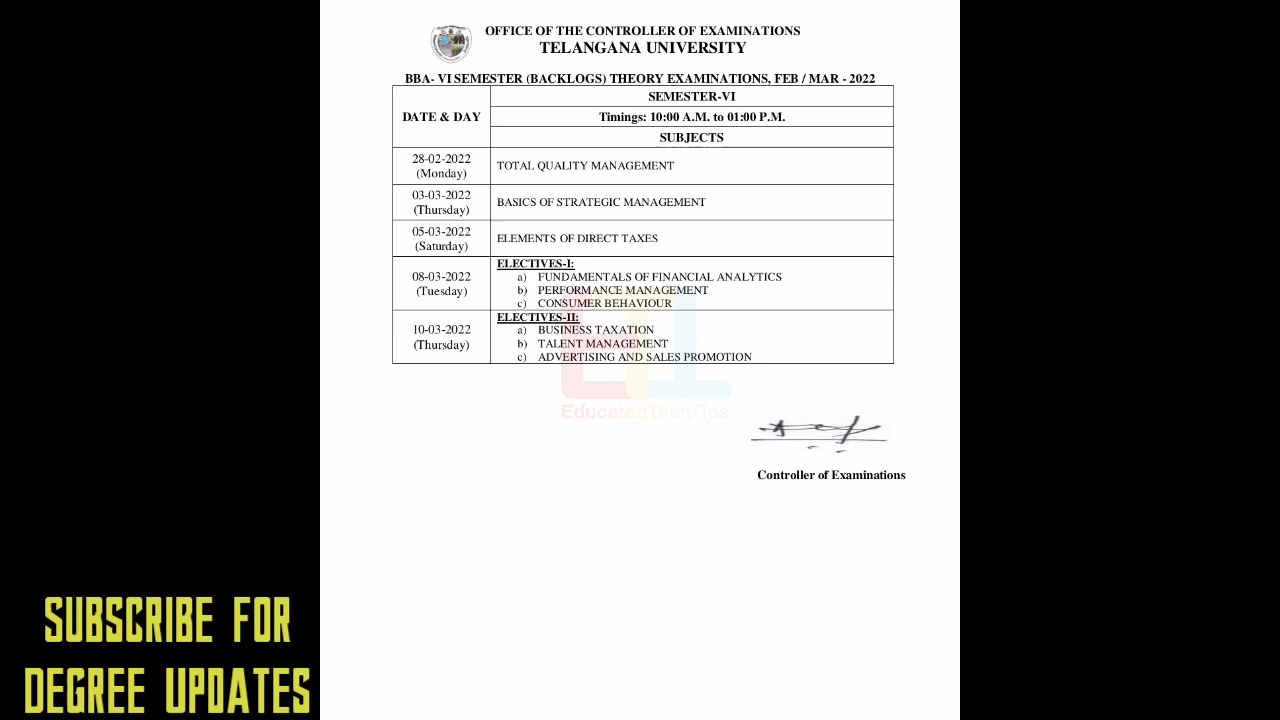 OFFICE OF THE CONTROLLER OF EXAMINATIONS
TELANGANA UNIVERSITY
BBA- VI SEMESTER (BACKLOGS) THEORY EXAMINATIONS, FEB / MAR - 2022
DATE & DAY
SEMESTER-VI
Timings: 10:00 A.M. to 01:00 P.M.
SUBJECTS
28-02-2022
(Monday)
TOTAL QUALITY MANAGEMENT
03-03-2022
(Thursday)
BASICS OF STRATEGIC MANAGEMENT
05-03-2022
(Saturday)
ELEMENTS OF DIRECT TAXES
08-03-2022
(Tuesday)
ELECTIVES-I:
a) FUNDAMENTALS OF FINANCIAL ANALYTICS
b) PERFORMANCE MANAGEMENT
c) CONSUMER BEHAVIOUR
10-03-2022
(Thursday)
ELECTIVES-II:
a) BUSINESS TAXATION
b) TALENT MANAGEMENT
c) ADVERTISING AND SALES PROMOTION
EducatedTechTips
Controller of Examinations
SUBSCRIBE FOR
DEGREE UPDATES